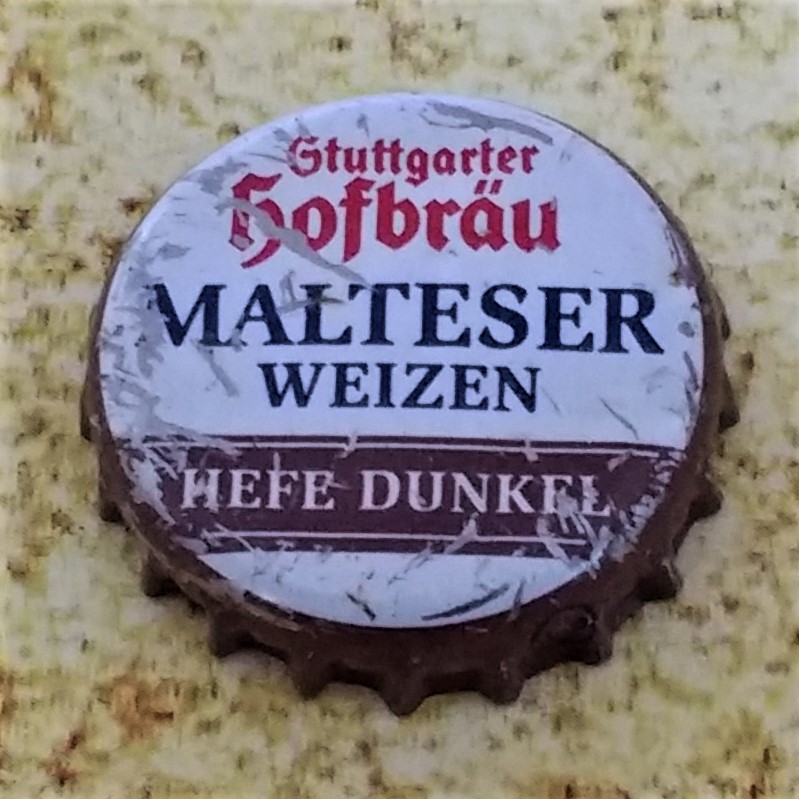 Stuttgarter
Hofbräu
MALTESER
WEIZEN
HEFE DUNKEL